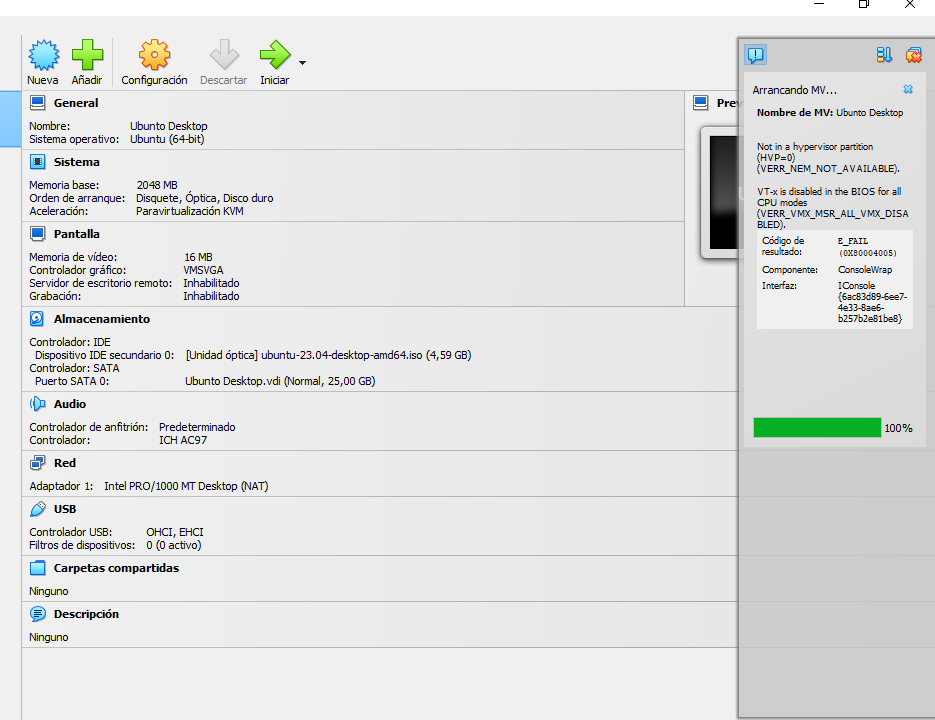 Nueva Añadir Configuración Descartar Iniciar
General
Nombre: Ubunto Desktop
Sistema operativo: Ubuntu (64-bit)
Sistema
Memoria base: 2048 MB
Orden de arranque: Disquete, Óptica, Disco duro
Aceleración: Paravirtualización KVM
Pantalla
Memoria de vídeo: 16 MB
Controlador gráfico: VMSVGA
Servidor de escritorio remoto: Inhabilitado
Grabación: Inhabilitado
Almacenamiento
Controlador: IDE
Dispositivo IDE secundario 0: [Unidad óptica] ubuntu-23.04-desktop-amd64.iso (4,59 GB)
Controlador: SATA
Puerto SATA 0: Ubunto Desktop.vdi (Normal, 25,00 GB)
Audio
Controlador de anfitrión: Predeterminado
Controlador: ICH AC97
Red
Adaptador 1: Intel PRO/1000 MT Desktop (NAT)
USB
Controlador USB: OHCI, EHCI
Filtros de dispositivos: 0 (0 activo)
Carpetas compartidas
Ninguno
Descripción
Ninguno
Prev
Arrancando MV...
Nombre de MV: Ubunto Desktop
Not in a hypervisor partition
(HVP=0)
(VERR_NEM_NOT_AVAILABLE).
VT-x is disabled in the BIOS for all
CPU modes
(VERR_VMX_MSR_ALL_VMX_DISA
BLED).
Código de
resultado: E_FAIL
(0X80004005)
Componente: ConsoleWrap
Interfaz: IConsole
{6ac83d89-6ee7-
4e33-8ae6-
b257b2e81be8}
100%